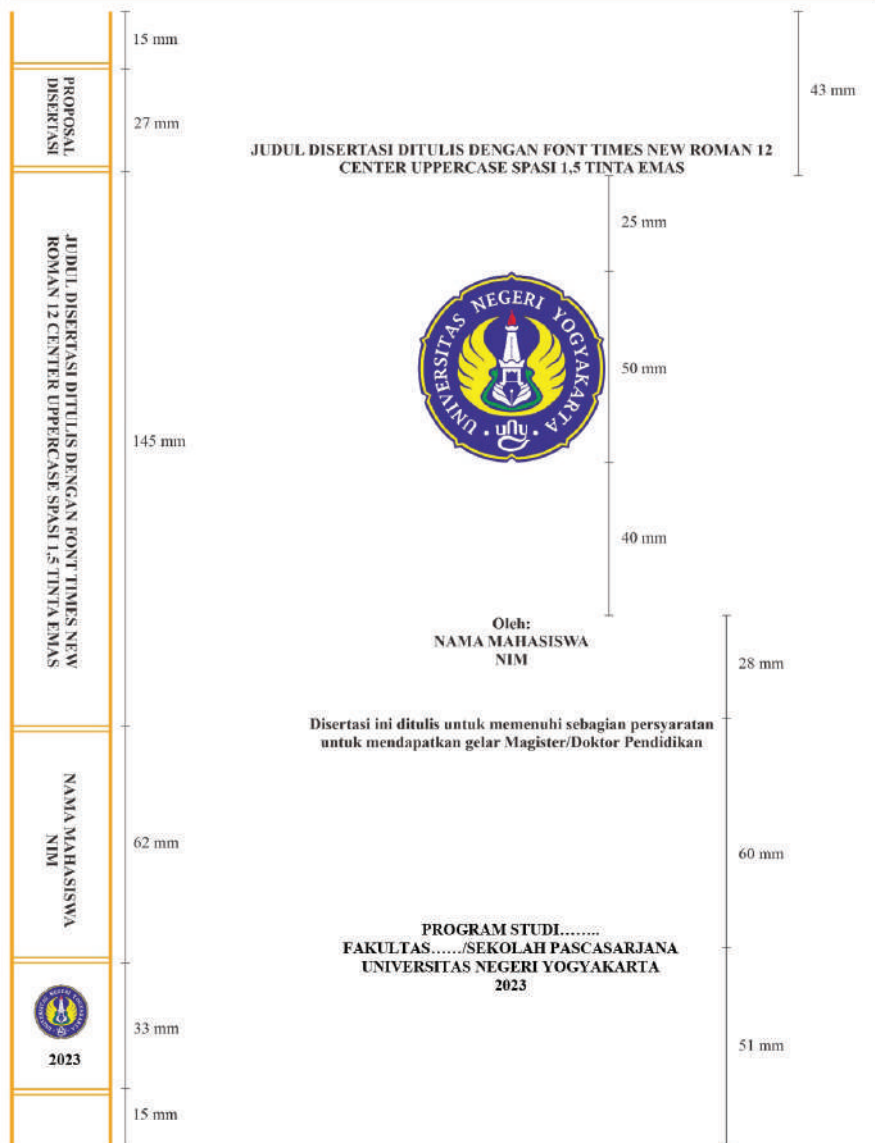 15 mm
PROPOSAL
DISERTASI
27 mm
JUDUL DISERTASI DITULIS DENGAN FONT TIMES NEW
ROMAN 12 CENTER UPPERCASE SPASI 1,5 TINTA EMAS
145 mm
NAMA MAHASISWA
NIM
62 mm
UNIVERSITAS NEGERI YOGYAKARTA
2023
33 mm
15 mm
43 mm
JUDUL DISERTASI DITULIS DENGAN FONT TIMES NEW ROMAN 12
CENTER UPPERCASE SPASI 1,5 TINTA EMAS
25 mm
UNIVERSITAS NEGERI YOGYAKARTA
uny
50 mm
40 mm
Oleh:
NAMA MAHASISWA
NIM
28 mm
Disertasi ini ditulis untuk memenuhi sebagian persyaratan
untuk mendapatkan gelar Magister/Doktor Pendidikan
60 mm
PROGRAM STUDI........
FAKULTAS....../SEKOLAH PASCASARJANA
UNIVERSITAS NEGERI YOGYAKARTA
2023
51 mm